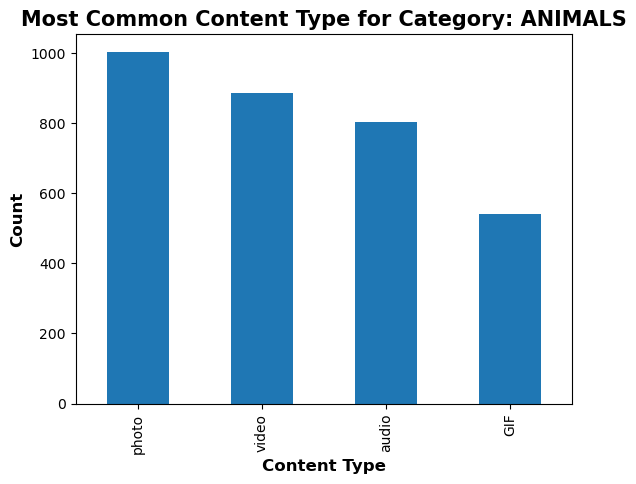 Most Common Content Type for Category: ANIMALS
1000
800
600
400
200
0
Count
photo
video
audio
GIF
Content Type